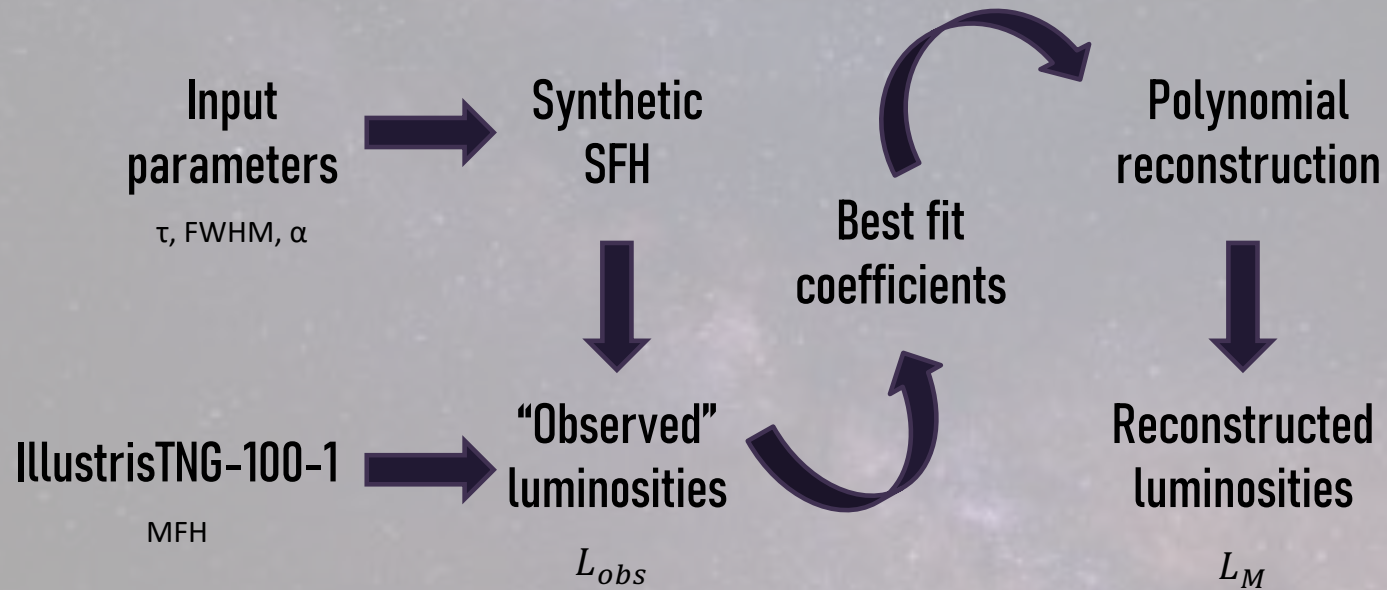 Input
parameters
τ, FWHM, α
Synthetic
SFH
IllustrisTNG-100-1
MFH
“Observed”
luminosities
L_obs
Best fit
coefficients
Polynomial
reconstruction
Reconstructed
luminosities
L_M